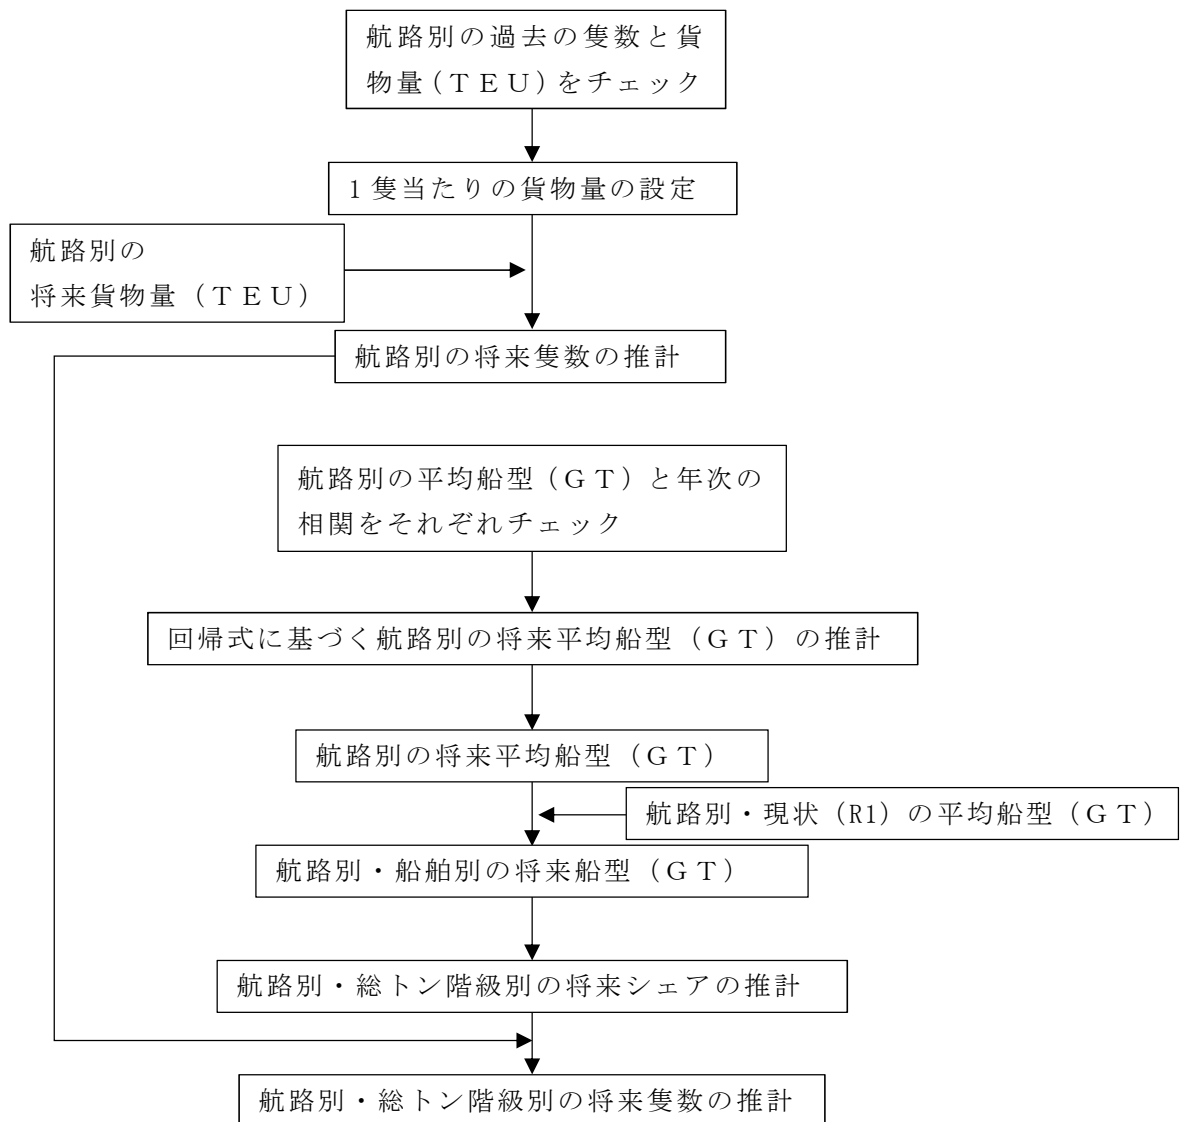 航路別の過去の隻数と貨
物量(ＴＥＵ)をチェック
1隻当たりの貨物量の設定
航路別の
将来貨物量（ＴＥＵ）
航路別の将来隻数の推計
航路別の平均船型（ＧＴ）と年次の
相関をそれぞれチェック
回帰式に基づく航路別の将来平均船型（ＧＴ）の推計
航路別の将来平均船型（ＧＴ）
航路別・現状（R1）の平均船型（ＧＴ）
航路別・船舶別の将来船型（ＧＴ）
航路別・総トン階級別の将来シェアの推計
航路別・総トン階級別の将来隻数の推計